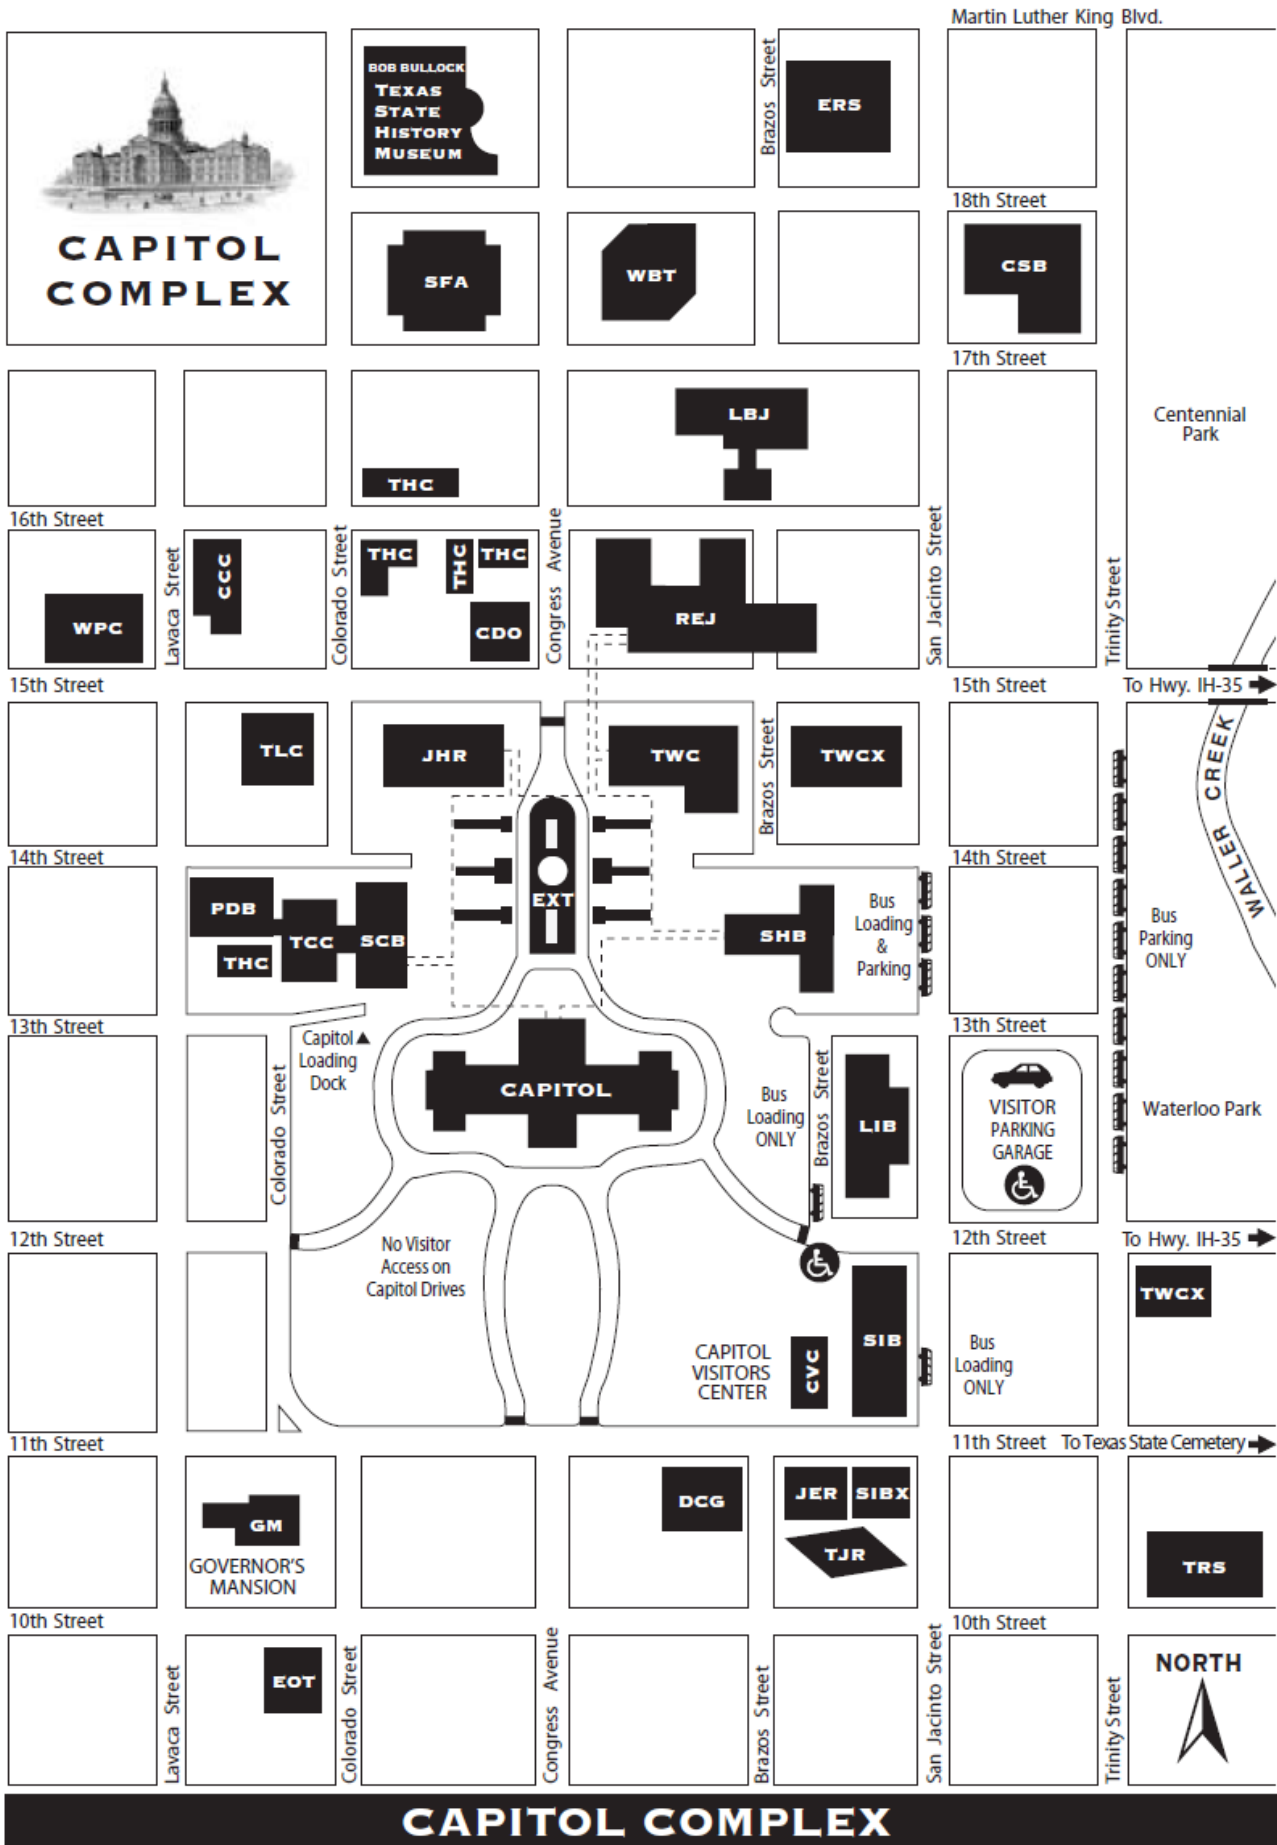 Martin Luther King Blvd.
CAPITOL
COMPLEX
BOB BULLOCK
TEXAS
STATE
HISTORY
MUSEUM
Brazos Street
ERS
18th Street
SFA
WBT
CSB
17th Street
LBJ
Centennial
Park
THC
16th Street
Lavaca Street
CCC
Colorado Street
THC
THC
THC
Congress Avenue
San Jacinto Street
Trinity Street
WPC
CDO
REJ
15th Street
15th Street
To Hwy. IH-35
TLC
JHR
TWC
Brazos Street
TWCX
WALLER CREEK
14th Street
14th Street
PDB
TCC
SCB
THC
EXT
SHB
Bus
Loading
&
Parking
Bus
Parking
ONLY
13th Street
13th Street
Capitol
Loading
Dock
Colorado Street
CAPITOL
Bus
Loading
ONLY
Brazos Street
LIB
VISITOR
PARKING
GARAGE
Waterloo Park
12th Street
No Visitor
Access on
Capitol Drives
12th Street
To Hwy. IH-35
TWCX
CAPITOL
VISITORS
CENTER
CVC
SIB
Bus
Loading
ONLY
11th Street
11th Street
To Texas State Cemetery
GM
GOVERNOR'S
MANSION
DCG
JER
SIBX
TJR
TRS
10th Street
10th Street
Lavaca Street
EOT
Colorado Street
Congress Avenue
Brazos Street
San Jacinto Street
Trinity Street
NORTH
CAPITOL COMPLEX